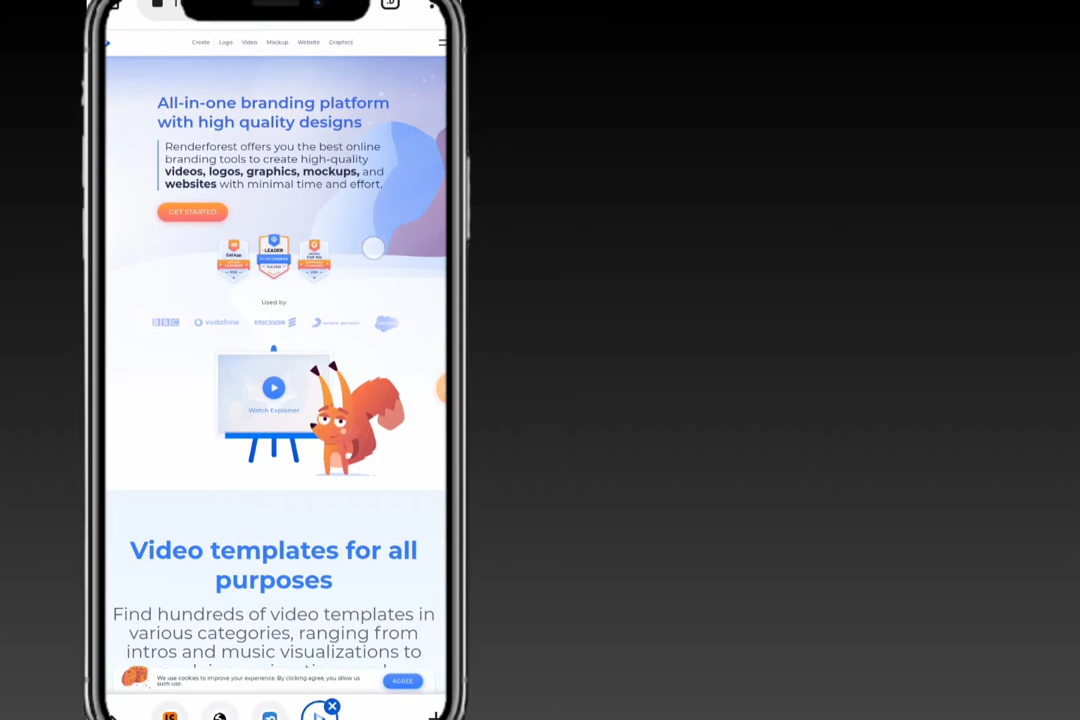 Create Logo Video Mockup Website Graphics
All-in-one branding platform
with high quality designs
Renderforest offers you the best online
branding tools to create high-quality
videos, logos, graphics, mockups, and
websites with minimal time and effort.
GET STARTED
GetApp
LEADER
Used by
BBC vodafone ERICSSON
Watch Explainer
Video templates for all
purposes
Find hundreds of video templates in
various categories, ranging from
intros and music visualizations to
We use cookies to improve your experience. By clicking agree, you allow us
such use.
AGREE